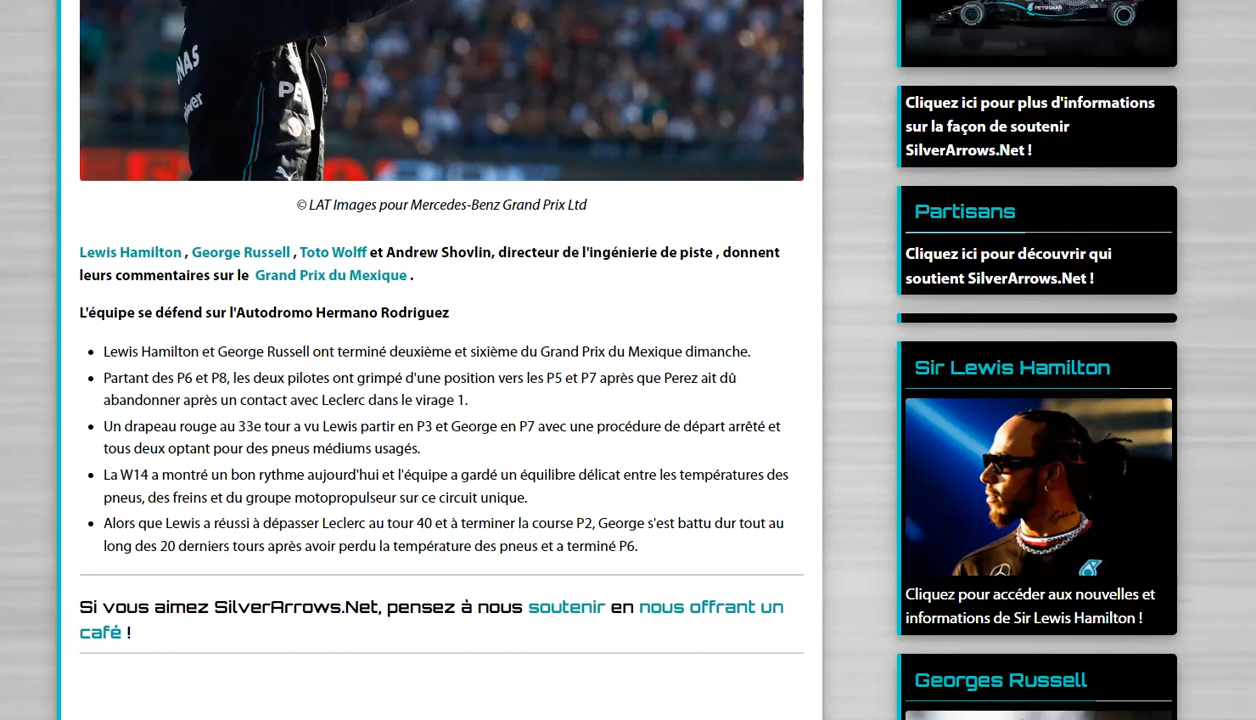 PETRONAS
NAS
PE
Cliquez ici pour plus d'informations
sur la façon de soutenir
SilverArrows.Net !
Partisans
Cliquez ici pour découvrir qui
soutient SilverArrows.Net !
© LAT Images pour Mercedes-Benz Grand Prix Ltd
Lewis Hamilton , George Russell , Toto Wolff et Andrew Shovlin, directeur de l'ingénierie de piste , donnent
leurs commentaires sur le Grand Prix du Mexique .
L'équipe se défend sur l'Autodromo Hermano Rodriguez
• Lewis Hamilton et George Russell ont terminé deuxième et sixième du Grand Prix du Mexique dimanche.
• Partant des P6 et P8, les deux pilotes ont grimpé d'une position vers les P5 et P7 après que Perez ait dû
abandonner après un contact avec Leclerc dans le virage 1.
• Un drapeau rouge au 33e tour a vu Lewis partir en P3 et George en P7 avec une procédure de départ arrêté et
tous deux optant pour des pneus médiums usagés.
• La W14 a montré un bon rythme aujourd'hui et l'équipe a gardé un équilibre délicat entre les températures des
pneus, des freins et du groupe motopropulseur sur ce circuit unique.
• Alors que Lewis a réussi à dépasser Leclerc au tour 40 et à terminer la course P2, George s'est battu dur tout au
long des 20 derniers tours après avoir perdu la température des pneus et a terminé P6.
Si vous aimez SilverArrows.Net, pensez à nous soutenir en nous offrant un
café !
Sir Lewis Hamilton
Cliquez pour accéder aux nouvelles et
informations de Sir Lewis Hamilton !
Georges Russell